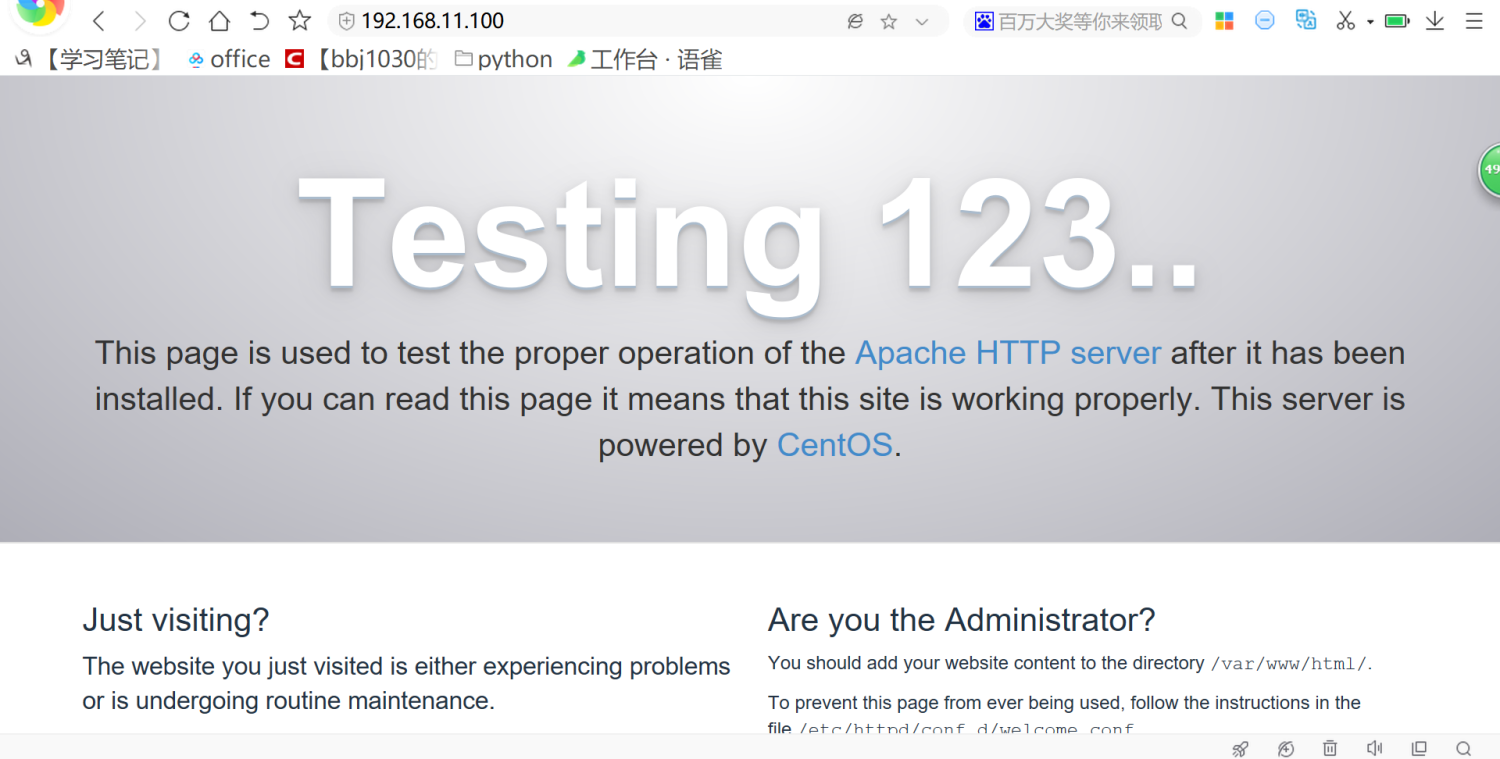 192.168.11.100
百万大奖等你来领取
【学习笔记】 office 【bbj1030的 python 工作台 · 语雀
49
Testing 123..
This page is used to test the proper operation of the Apache HTTP server after it has been
installed. If you can read this page it means that this site is working properly. This server is
powered by CentOS.
Just visiting?
The website you just visited is either experiencing problems
or is undergoing routine maintenance.
Are you the Administrator?
You should add your website content to the directory /var/www/html/.
To prevent this page from ever being used, follow the instructions in the
file /etc/httpd/conf.d/welcome.conf